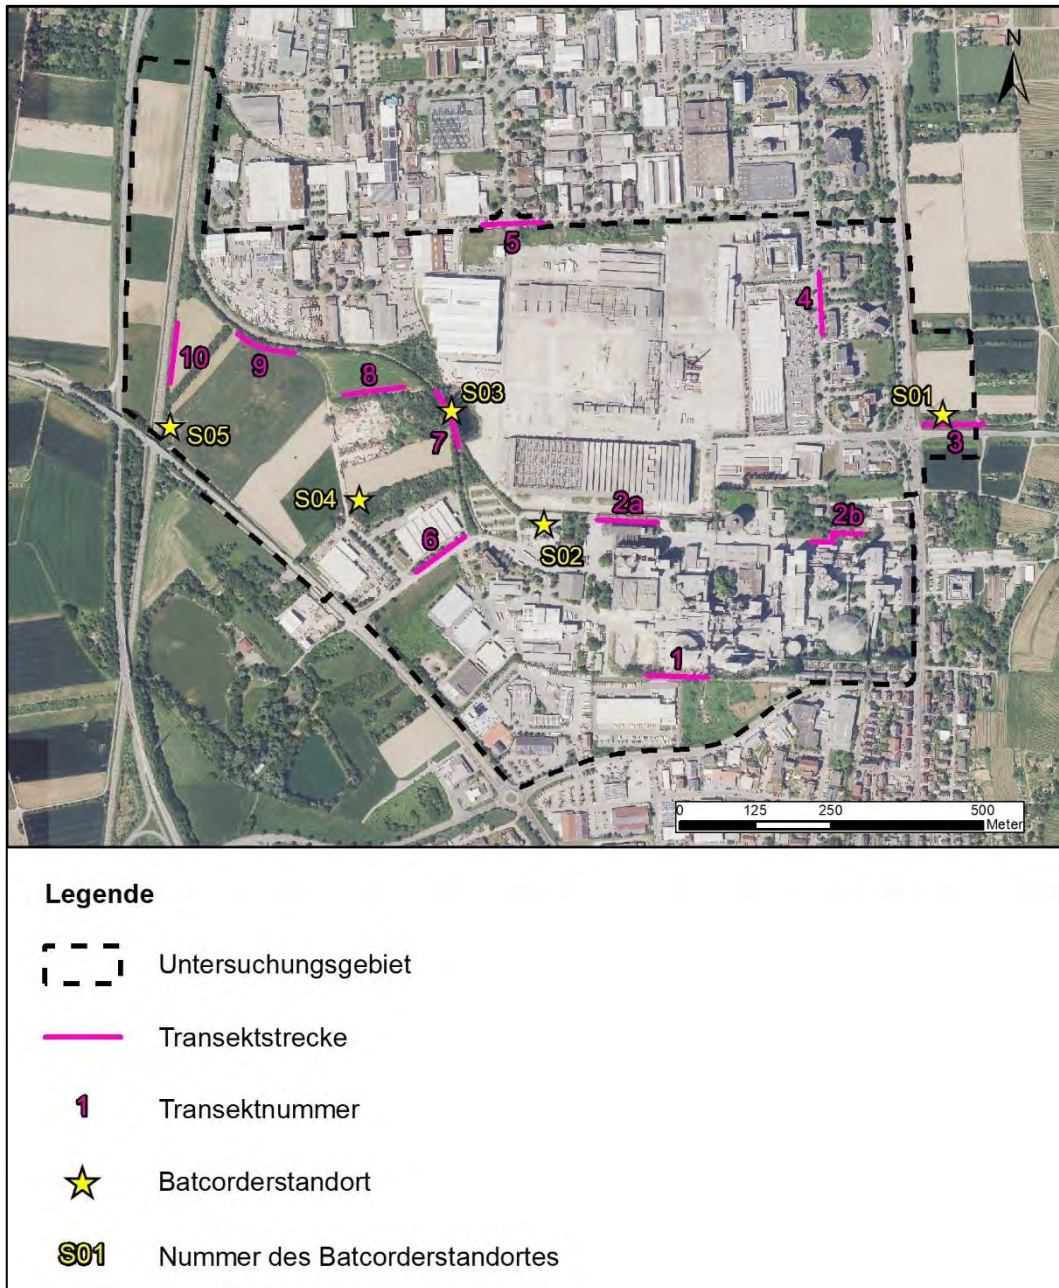 N
5
4
10
9
8
S03
S01
S05
7
3
S04
2a
2b
6
S02
1
0 125 250 500
Meter
Legende
Untersuchungsgebiet
Transektstrecke
1 Transektnummer
Batcorderstandort
S01 Nummer des Batcorderstandortes